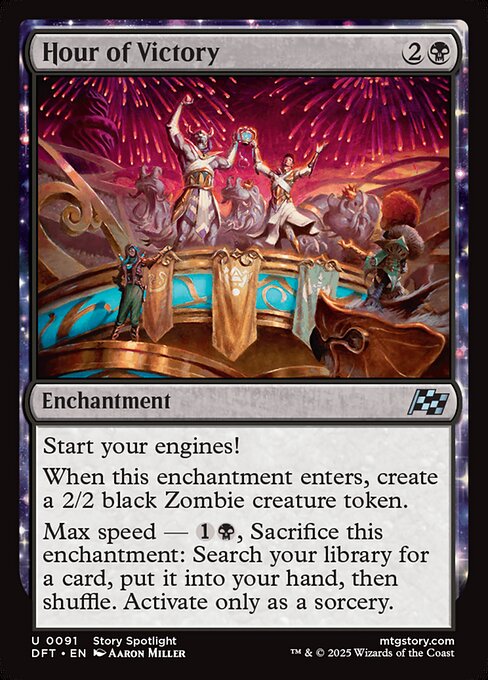 Hour of Victory 2
Enchantment
Start your engines!
When this enchantment enters, create
a 2/2 black Zombie creature token.
Max speed — 1 , Sacrifice this
enchantment: Search your library for
a card, put it into your hand, then
shuffle. Activate only as a sorcery.
U 0091 Story Spotlight mtgstory.com
DFT • EN Aaron Miller ™ & © 2025 Wizards of the Coast